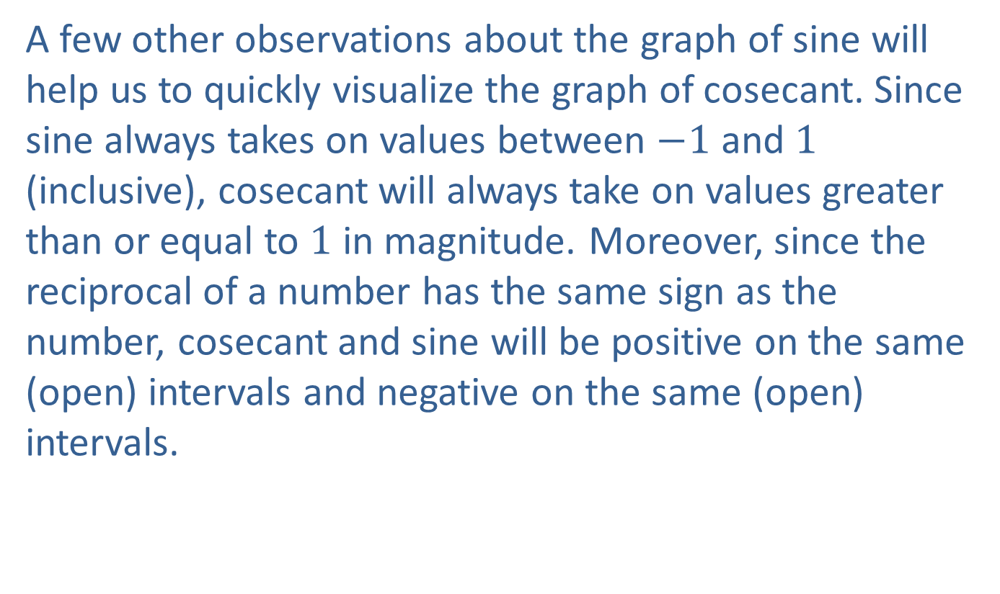 A few other observations about the graph of sine will
help us to quickly visualize the graph of cosecant. Since
sine always takes on values between −1 and 1
(inclusive), cosecant will always take on values greater
than or equal to 1 in magnitude. Moreover, since the
reciprocal of a number has the same sign as the
number, cosecant and sine will be positive on the same
(open) intervals and negative on the same (open)
intervals.